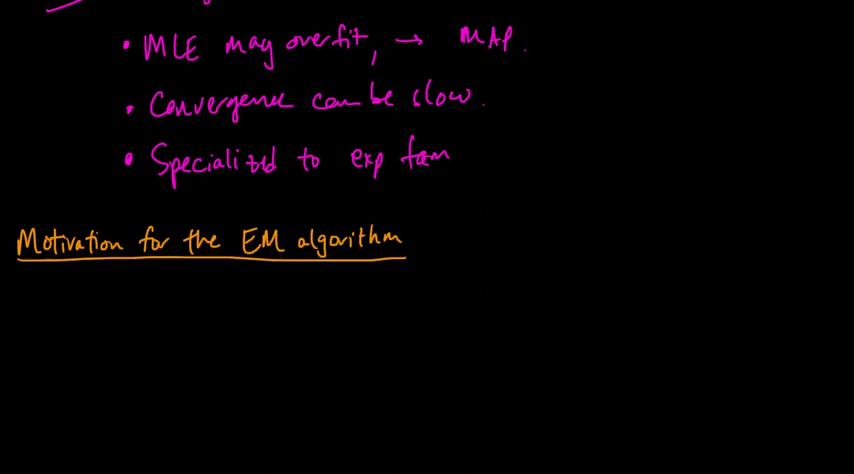 • MLE may overfit, → MAP.
• Convergence can be slow.
• Specialized to exp fam
Motivation for the EM algorithm